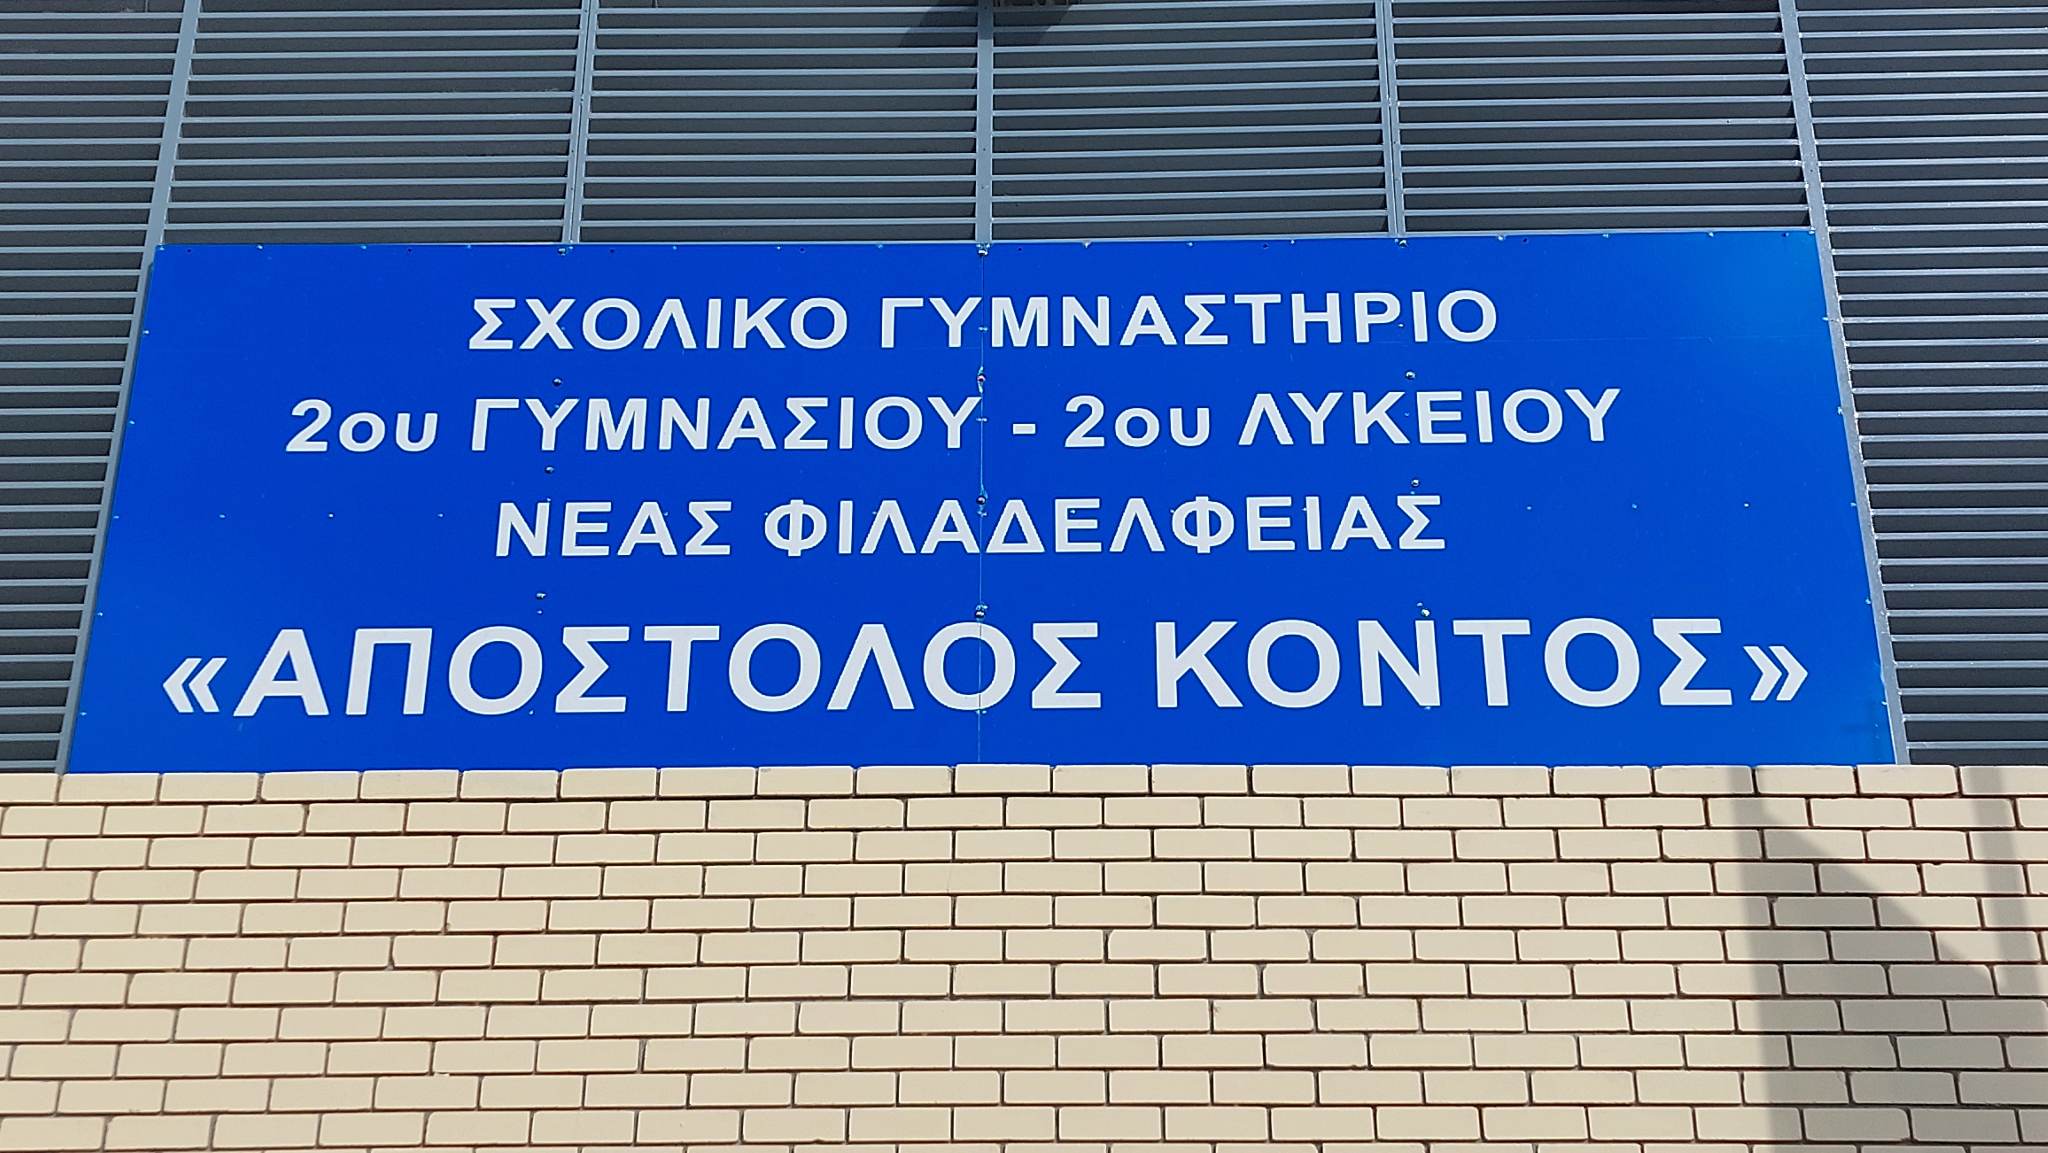 ΣΧΟΛΙΚΟ ΓΥΜΝΑΣΤΗΡΙΟ
2ου ΓΥΜΝΑΣΙΟΥ - 2ου ΛΥΚΕΙΟΥ
ΝΕΑΣ ΦΙΛΑΔΕΛΦΕΙΑΣ
«ΑΠΟΣΤΟΛΟΣ ΚΟΝΤΟΣ»